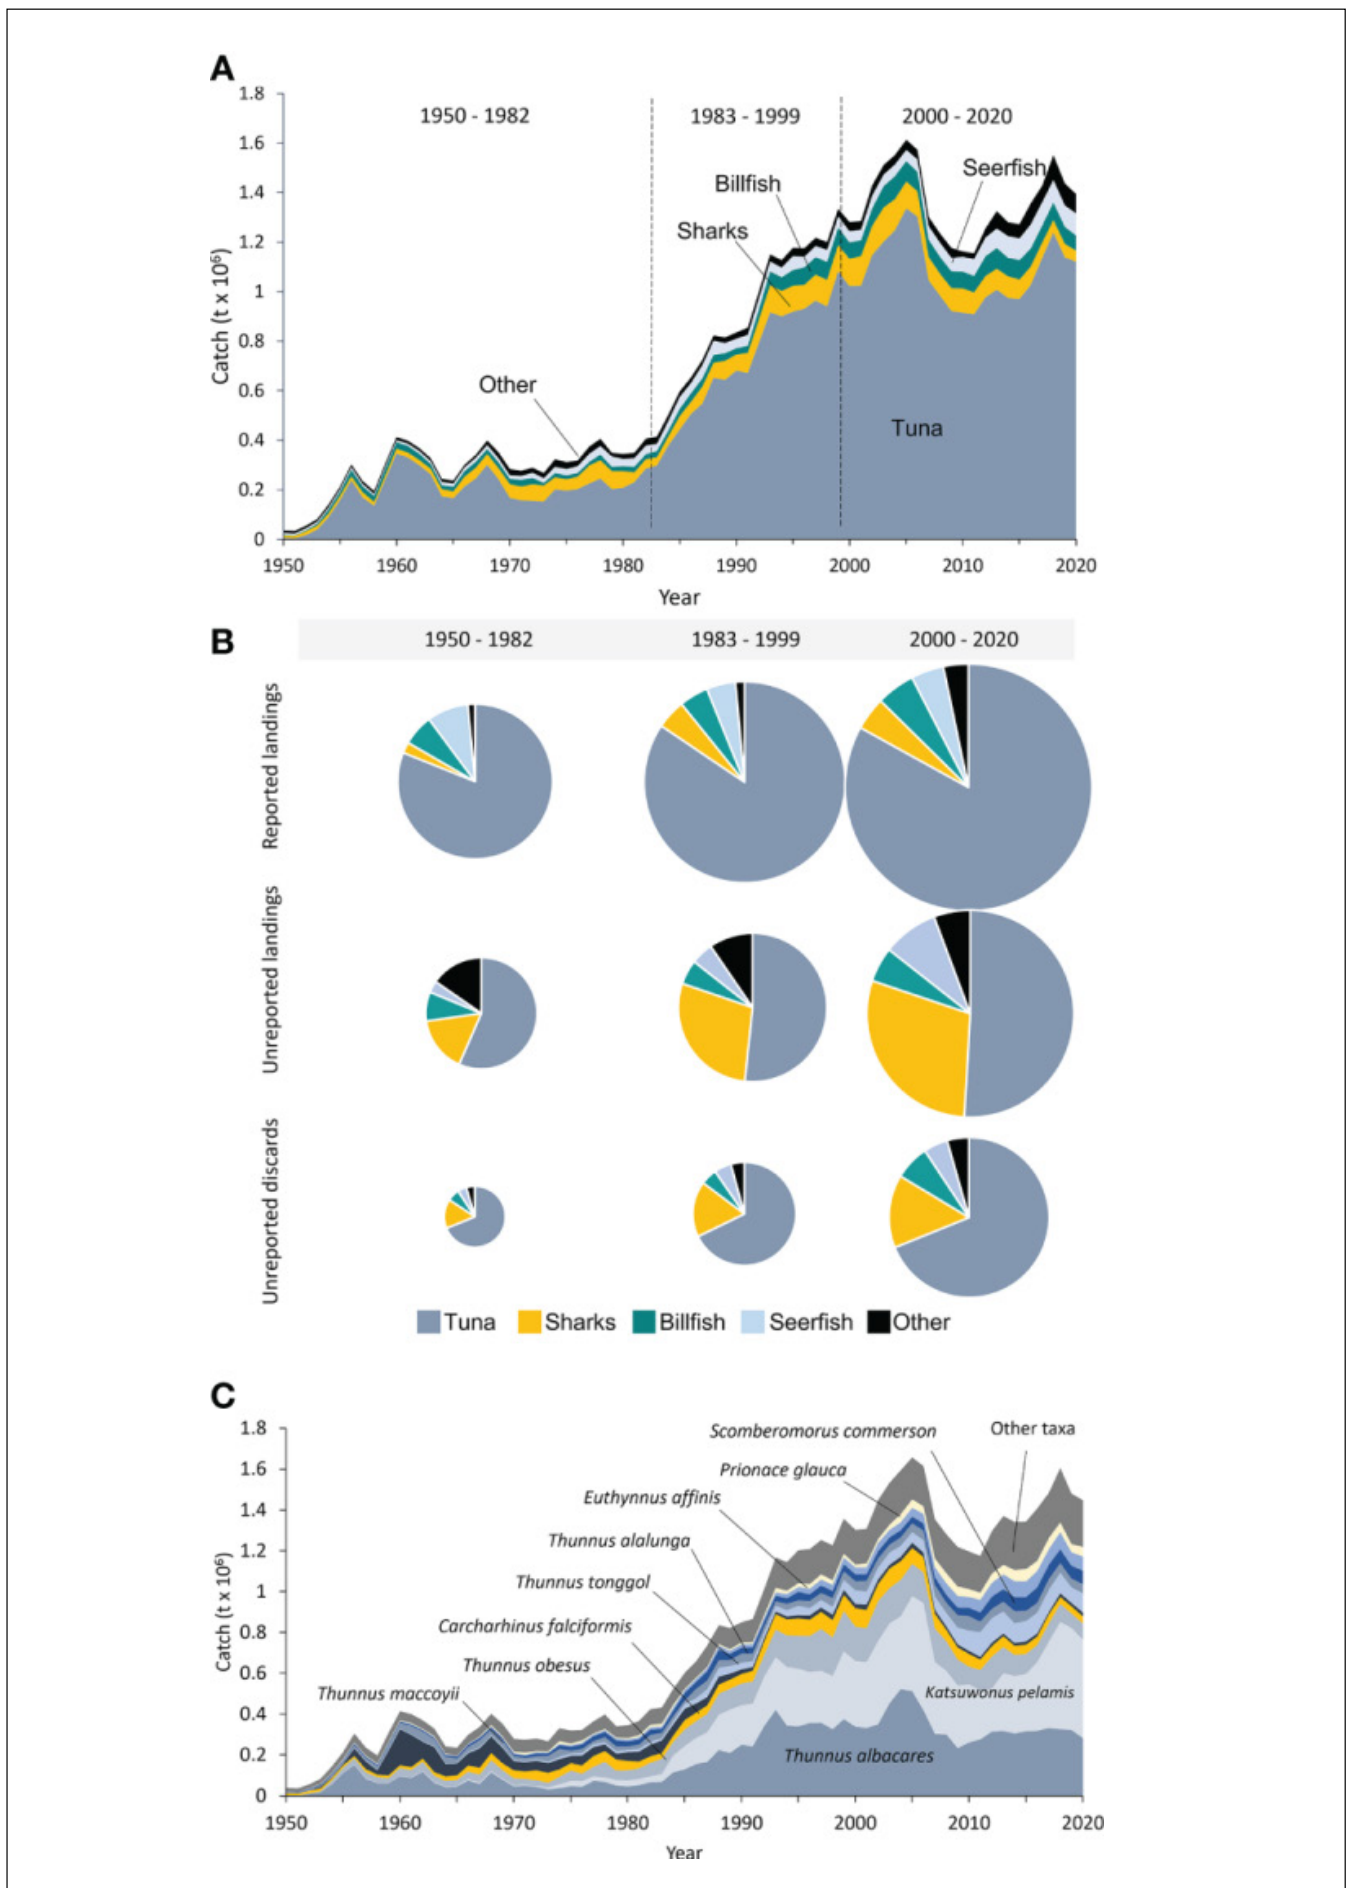 A
1.8
1.6
1.4
1.2
1
0.8
0.6
0.4
0.2
0
Catch (t x 10⁶)
1950 - 1982
1983 - 1999
2000 - 2020
Billfish
Seerfish
Sharks
Other
Tuna
1950
1960
1970
1980
1990
2000
2010
2020
Year
B
1950 - 1982
1983 - 1999
2000 - 2020
Reported landings
Unreported landings
Unreported discards
Tuna
Sharks
Billfish
Seerfish
Other
C
1.8
1.6
1.4
1.2
1
0.8
0.6
0.4
0.2
0
Catch (t x 10⁶)
Scomberomorus commerson
Other taxa
Prionace glauca
Euthynnus affinis
Thunnus alalunga
Thunnus tonggol
Carcharhinus falciformis
Thunnus obesus
Thunnus maccoyii
Katsuwonus pelamis
Thunnus albacares
1950
1960
1970
1980
1990
2000
2010
2020
Year